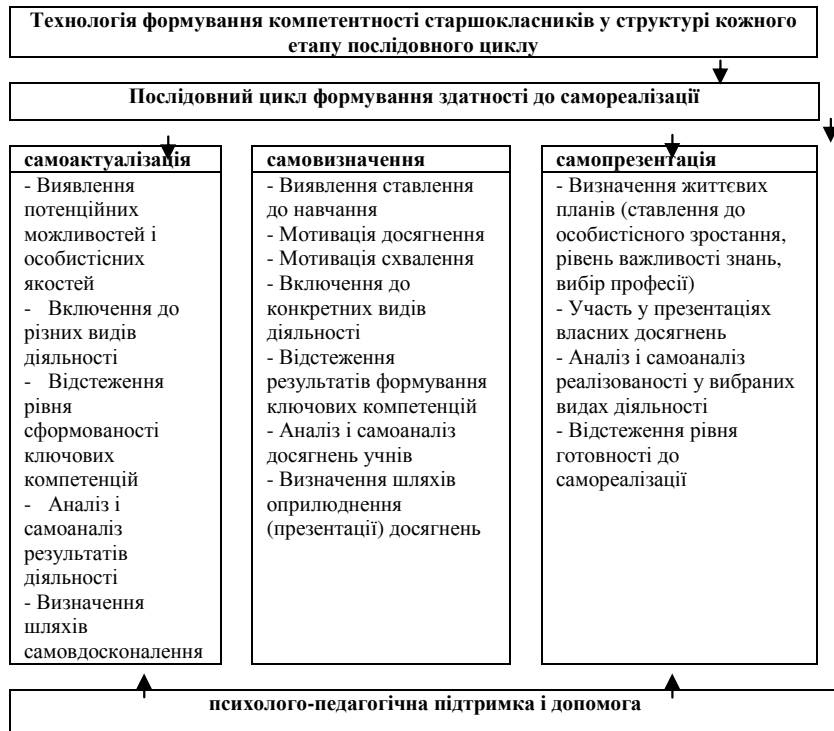 Технологія формування компетентності старшокласників у структурі кожного
етапу послідовного циклу
Послідовний цикл формування здатності до самореалізації
самоактуалізація
- Виявлення
потенційних
можливостей і
особистісних
якостей
- Включення до
різних видів
діяльності
- Відстеження
рівня
сформованості
ключових
компетенцій
- Аналіз і
самоаналіз
результатів
діяльності
- Визначення
шляхів
самовдосконалення
самовизначення
- Виявлення ставлення
до навчання
- Мотивація досягнення
- Мотивація схвалення
- Включення до
конкретних видів
діяльності
- Відстеження
результатів формування
ключових компетенцій
- Аналіз і самоаналіз
досягнень учнів
- Визначення шляхів
оприлюднення
(презентації) досягнень
самопрезентація
- Визначення життєвих
планів (ставлення до
особистісного зростання,
рівень важливості знань,
вибір професії)
- Участь у презентаціях
власних досягнень
- Аналіз і самоаналіз
реалізованості у вибраних
видах діяльності
- Відстеження рівня
готовності до
самореалізації
психолого-педагогічна підтримка і допомога